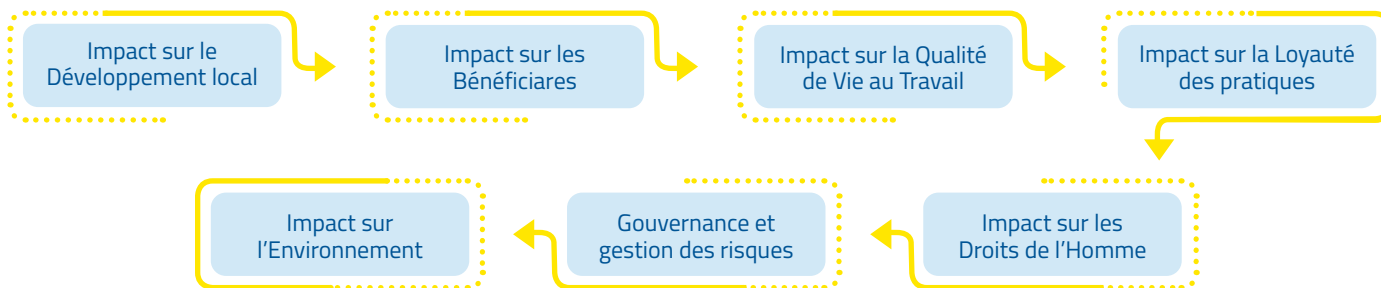 Impact sur le
Développement local
Impact sur les
Bénéficiares
Impact sur la Qualité
de Vie au Travail
Impact sur la Loyauté
des pratiques
Impact sur les
Droits de l'Homme
Gouvernance et
gestion des risques
Impact sur
l'Environnement